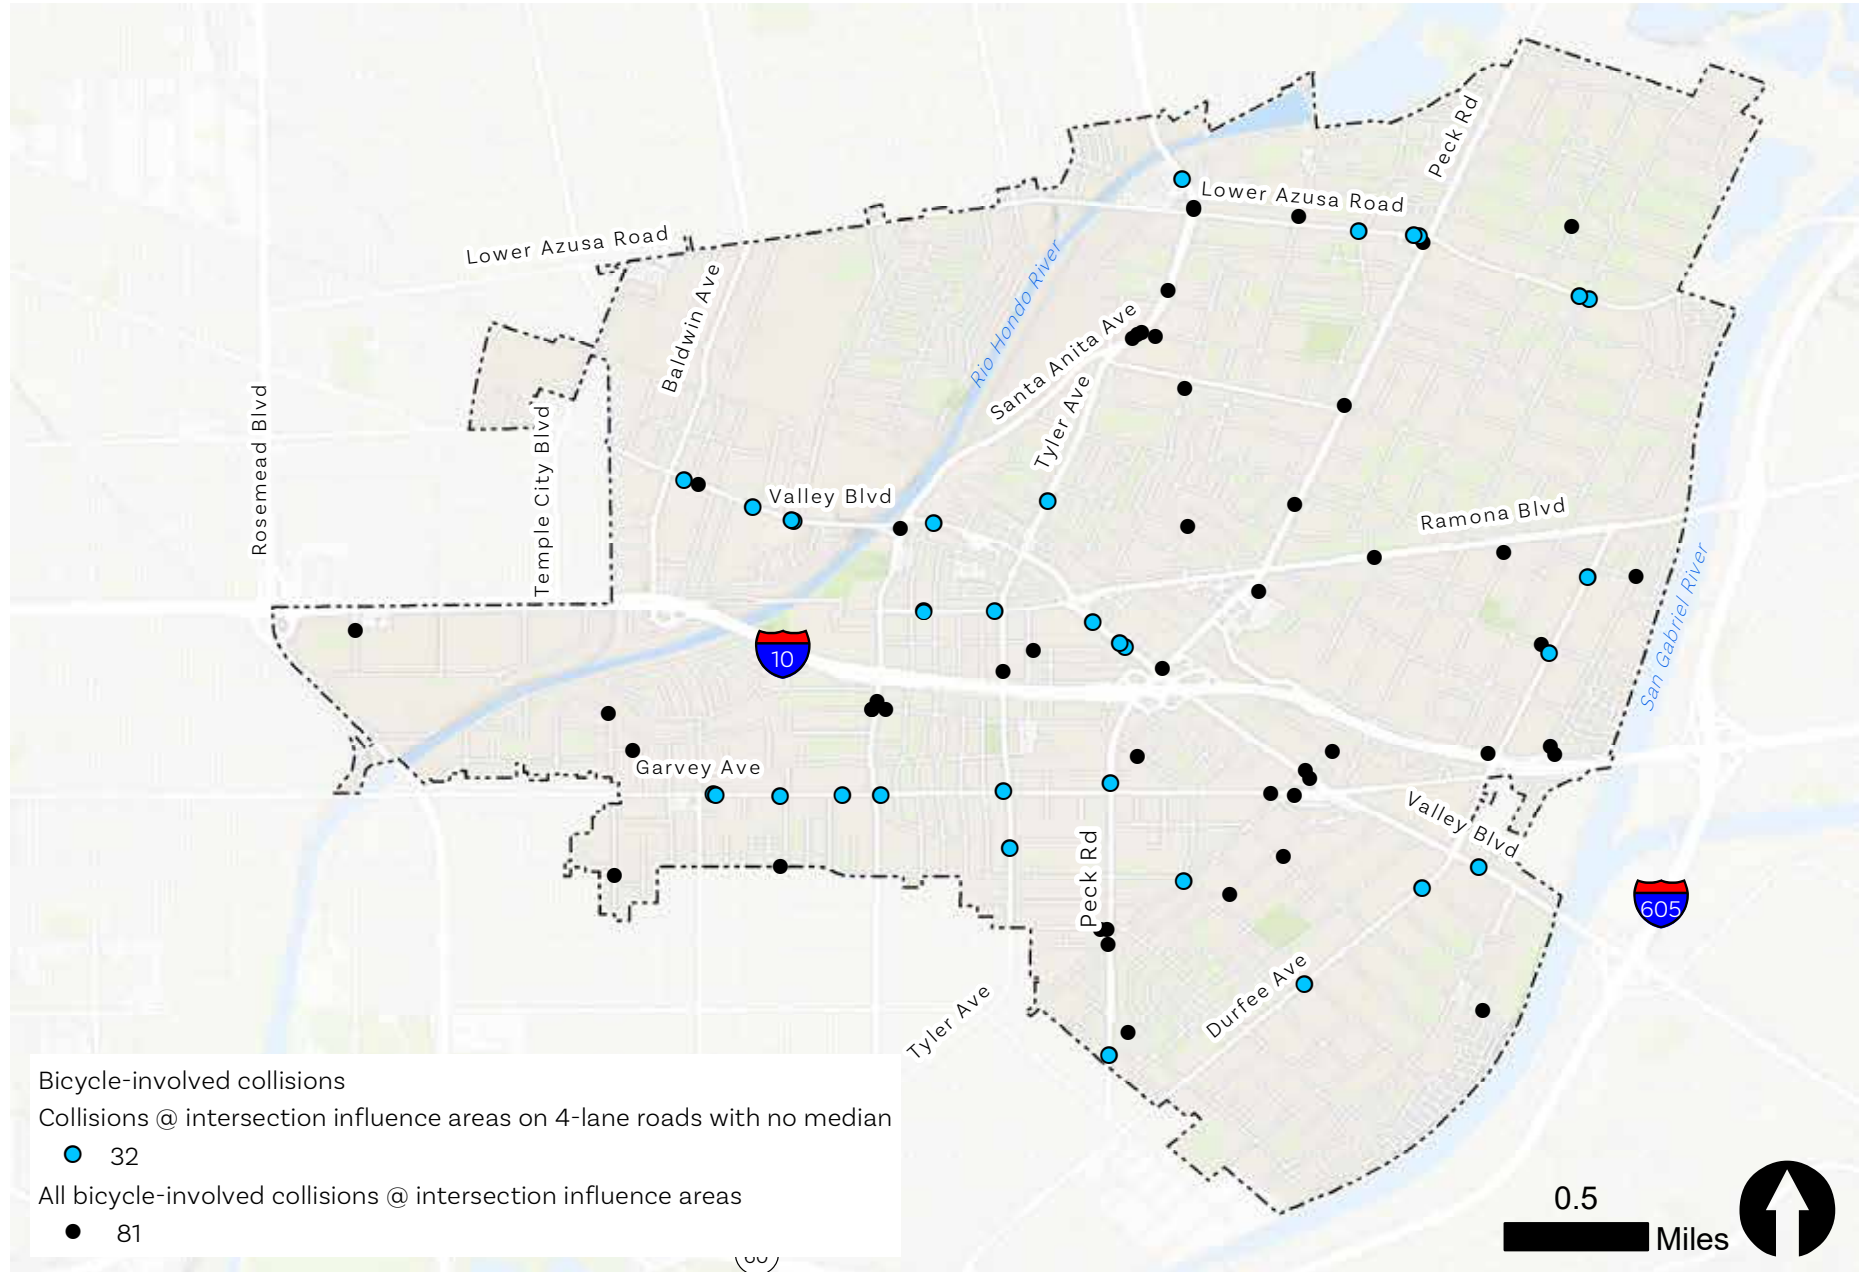 Peck Rd
Lower Azusa Road
Lower Azusa Road
Baldwin Ave
Rio Hondo River
Santa Anita Ave
Tyler Ave
Rosemead Blvd
Temple City Blvd
Valley Blvd
Ramona Blvd
San Gabriel River
10
Garvey Ave
Valley Blvd
Peck Rd
605
Durfee Ave
Tyler Ave
Bicycle-involved collisions
Collisions @ intersection influence areas on 4-lane roads with no median
32
All bicycle-involved collisions @ intersection influence areas
81
0.5
Miles